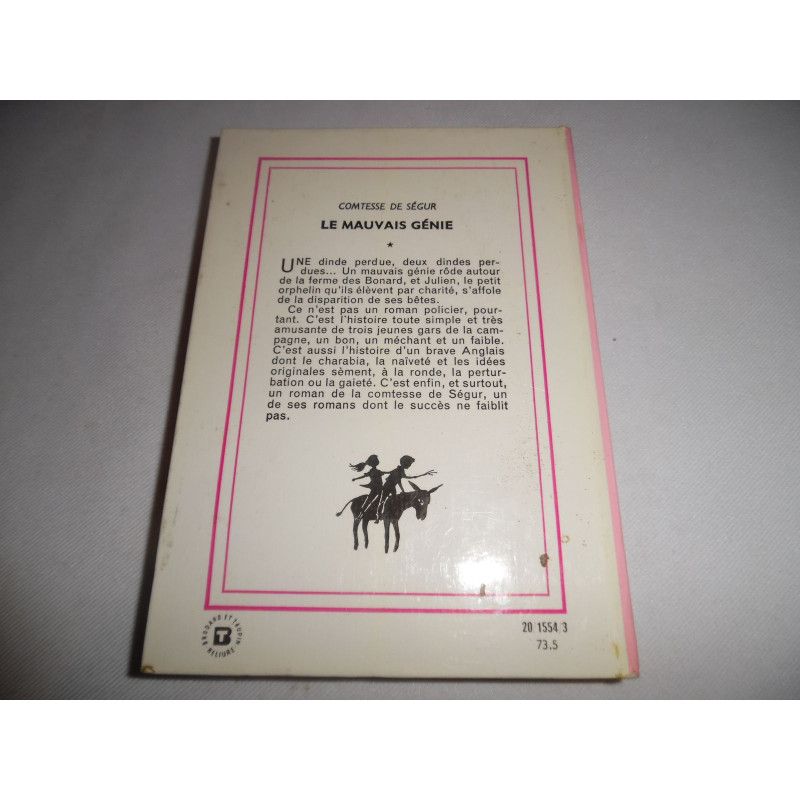 COMTESSE DE SÉGUR
LE MAUVAIS GÉNIE
*
UNE dinde perdue, deux dindes per-
dues... Un mauvais génie rôde autour
de la ferme des Bonard, et Julien, le petit
orphelin qu'ils élèvent par charité, s'affole
de la disparition de ses bêtes.
Ce n'est pas un roman policier, pour-
tant. C'est l'histoire toute simple et très
amusante de trois jeunes gars de la cam-
pagne, un bon, un méchant et un faible.
C'est aussi l'histoire d'un brave Anglais
dont le charabia, la naïveté et les idées
originales sèment, à la ronde, la pertur-
bation ou la gaieté. C'est enfin, et surtout,
un roman de la comtesse de Ségur, un
de ses romans dont le succès ne faiblit
pas.
BRODARD ET TAUPIN
RELIURE
BT
20 1554 3
73.5